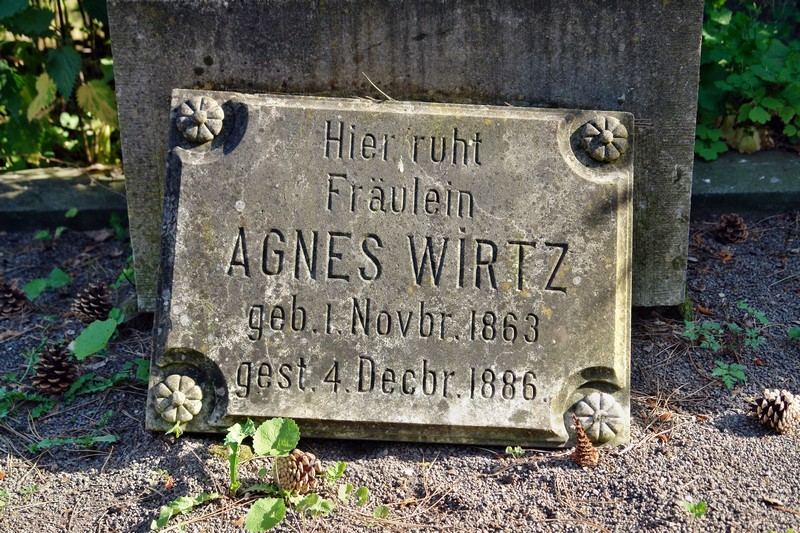 Hier ruht
Fräulein
AGNES WIRTZ
geb. 1. Novbr. 1863
gest. 4. Decbr. 1886.